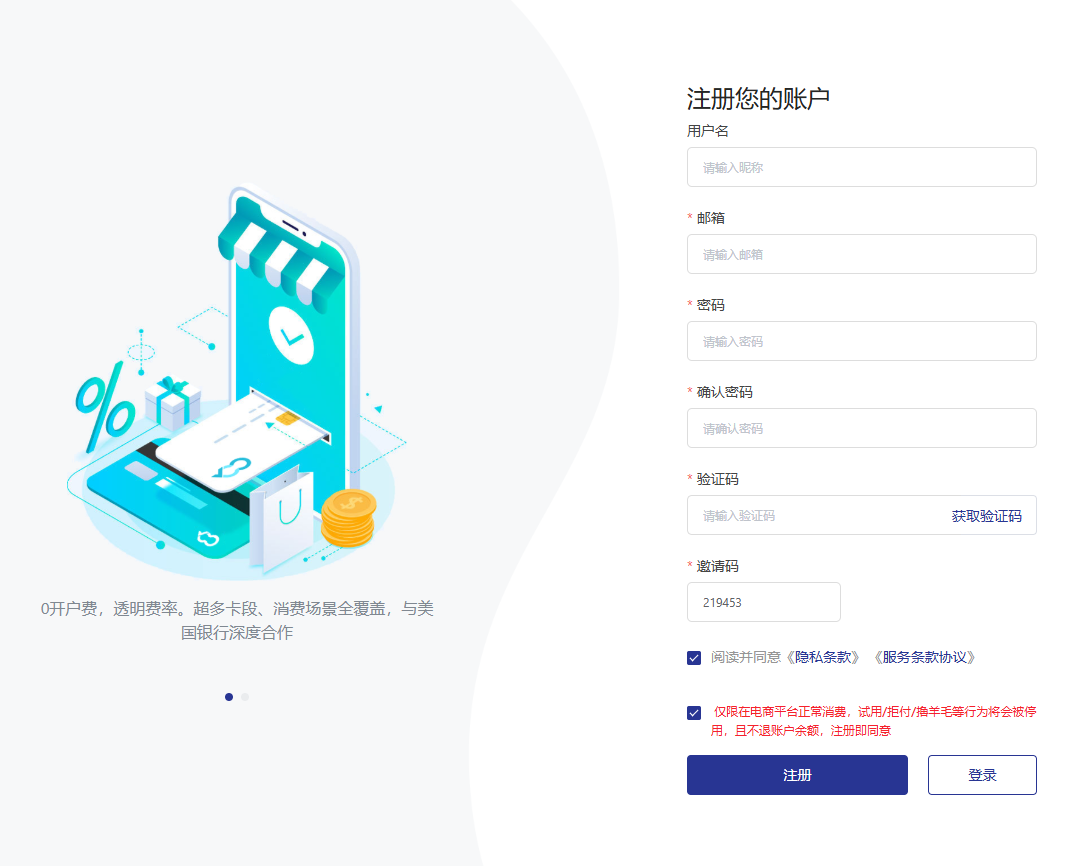 注册您的账户
用户名
请输入昵称
* 邮箱
请输入邮箱
* 密码
请输入密码
* 确认密码
请确认密码
* 验证码
请输入验证码 获取验证码
* 邀请码
219453
阅读并同意《隐私条款》 《服务条款协议》
仅限在电商平台正常消费，试用/拒付/撸羊毛等行为将会被停
用，且不退账户余额，注册即同意
注册 登录
0开户费，透明费率。超多卡段、消费场景全覆盖，与美
国银行深度合作
%
$